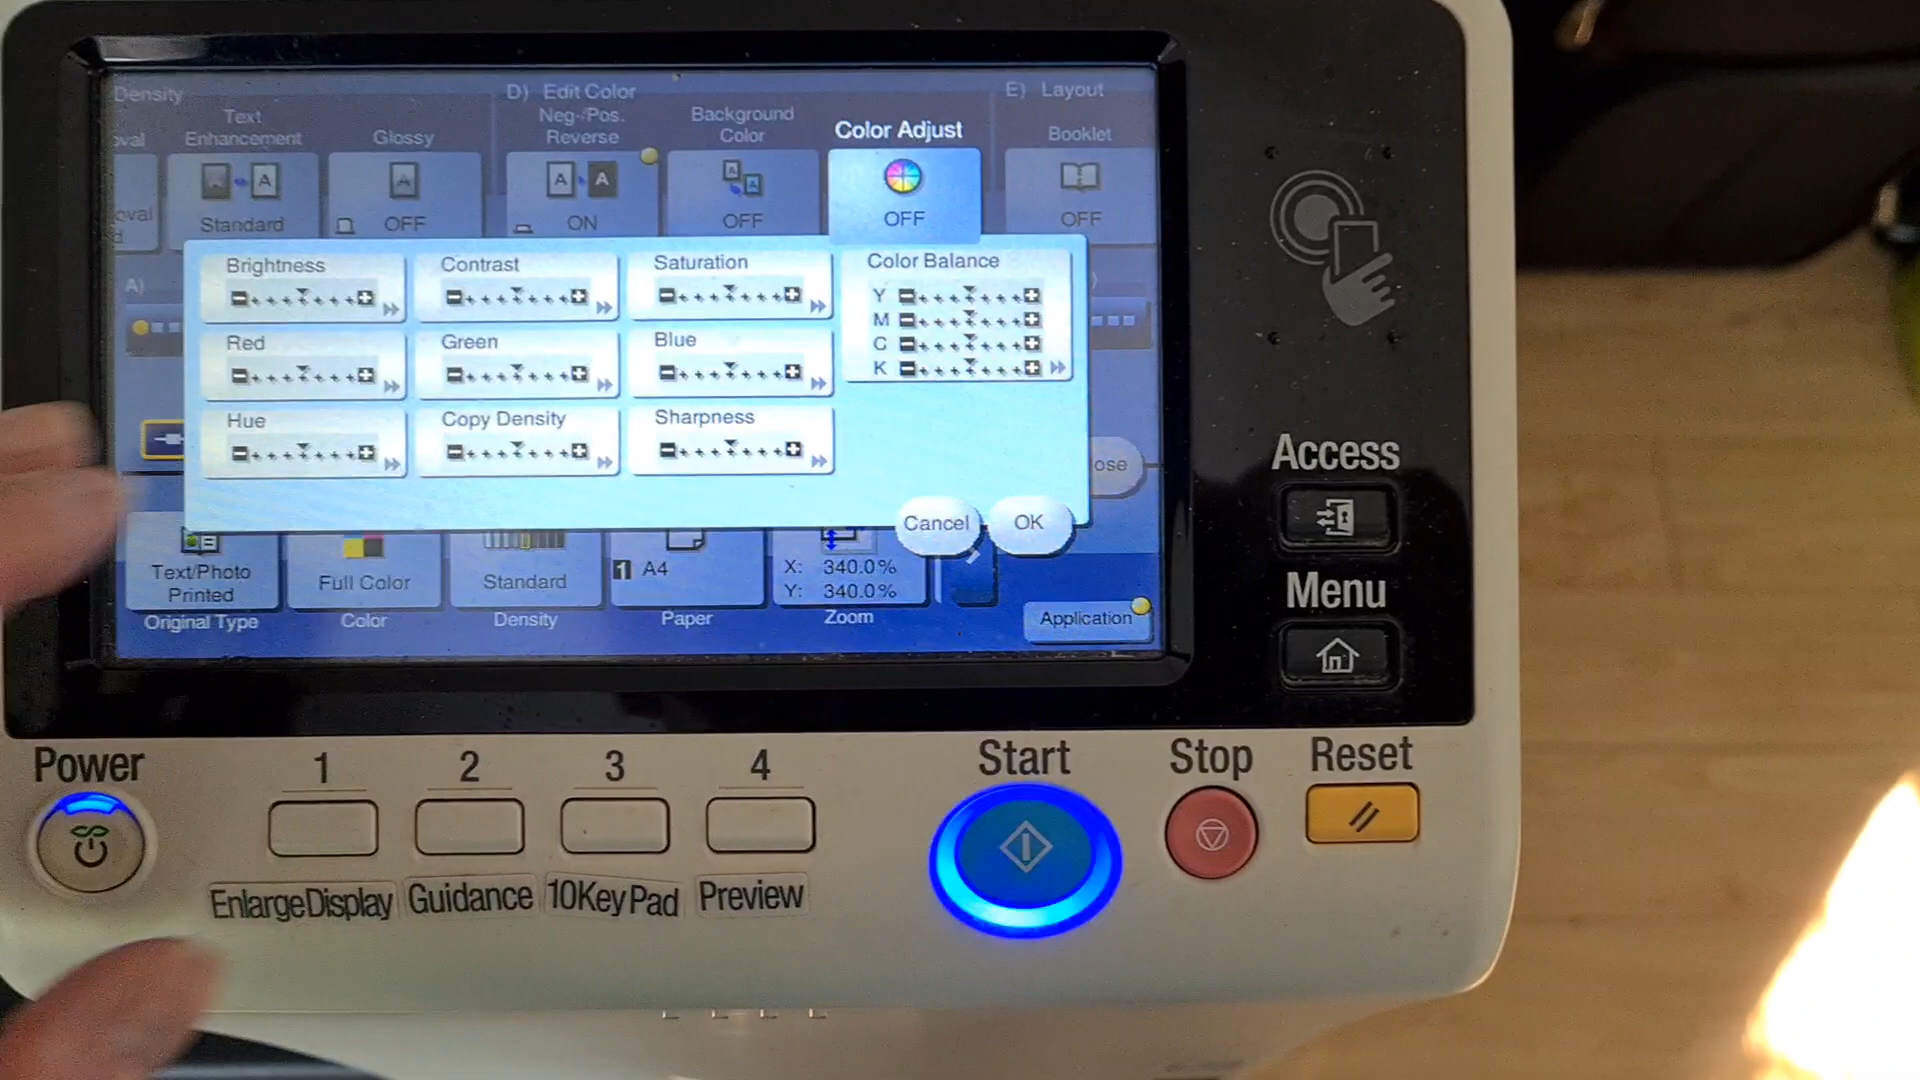 Density
D) Edit Color
E) Layout
Text
Enhancement
Glossy
Neg-/Pos.
Reverse
Background
Color
Color Adjust
Booklet
Standard
OFF
ON
OFF
OFF
OFF
A)
Brightness
Contrast
Saturation
Color Balance
Y
M
C
K
Red
Green
Blue
Hue
Copy Density
Sharpness
Cancel
OK
Text/Photo
Printed
Full Color
Standard
1 A4
X: 340.0%
Y: 340.0%
Original Type
Color
Density
Paper
Zoom
Application
Access
Menu
Power
1
2
3
4
Start
Stop
Reset
EnlargeDisplay
Guidance
10KeyPad
Preview